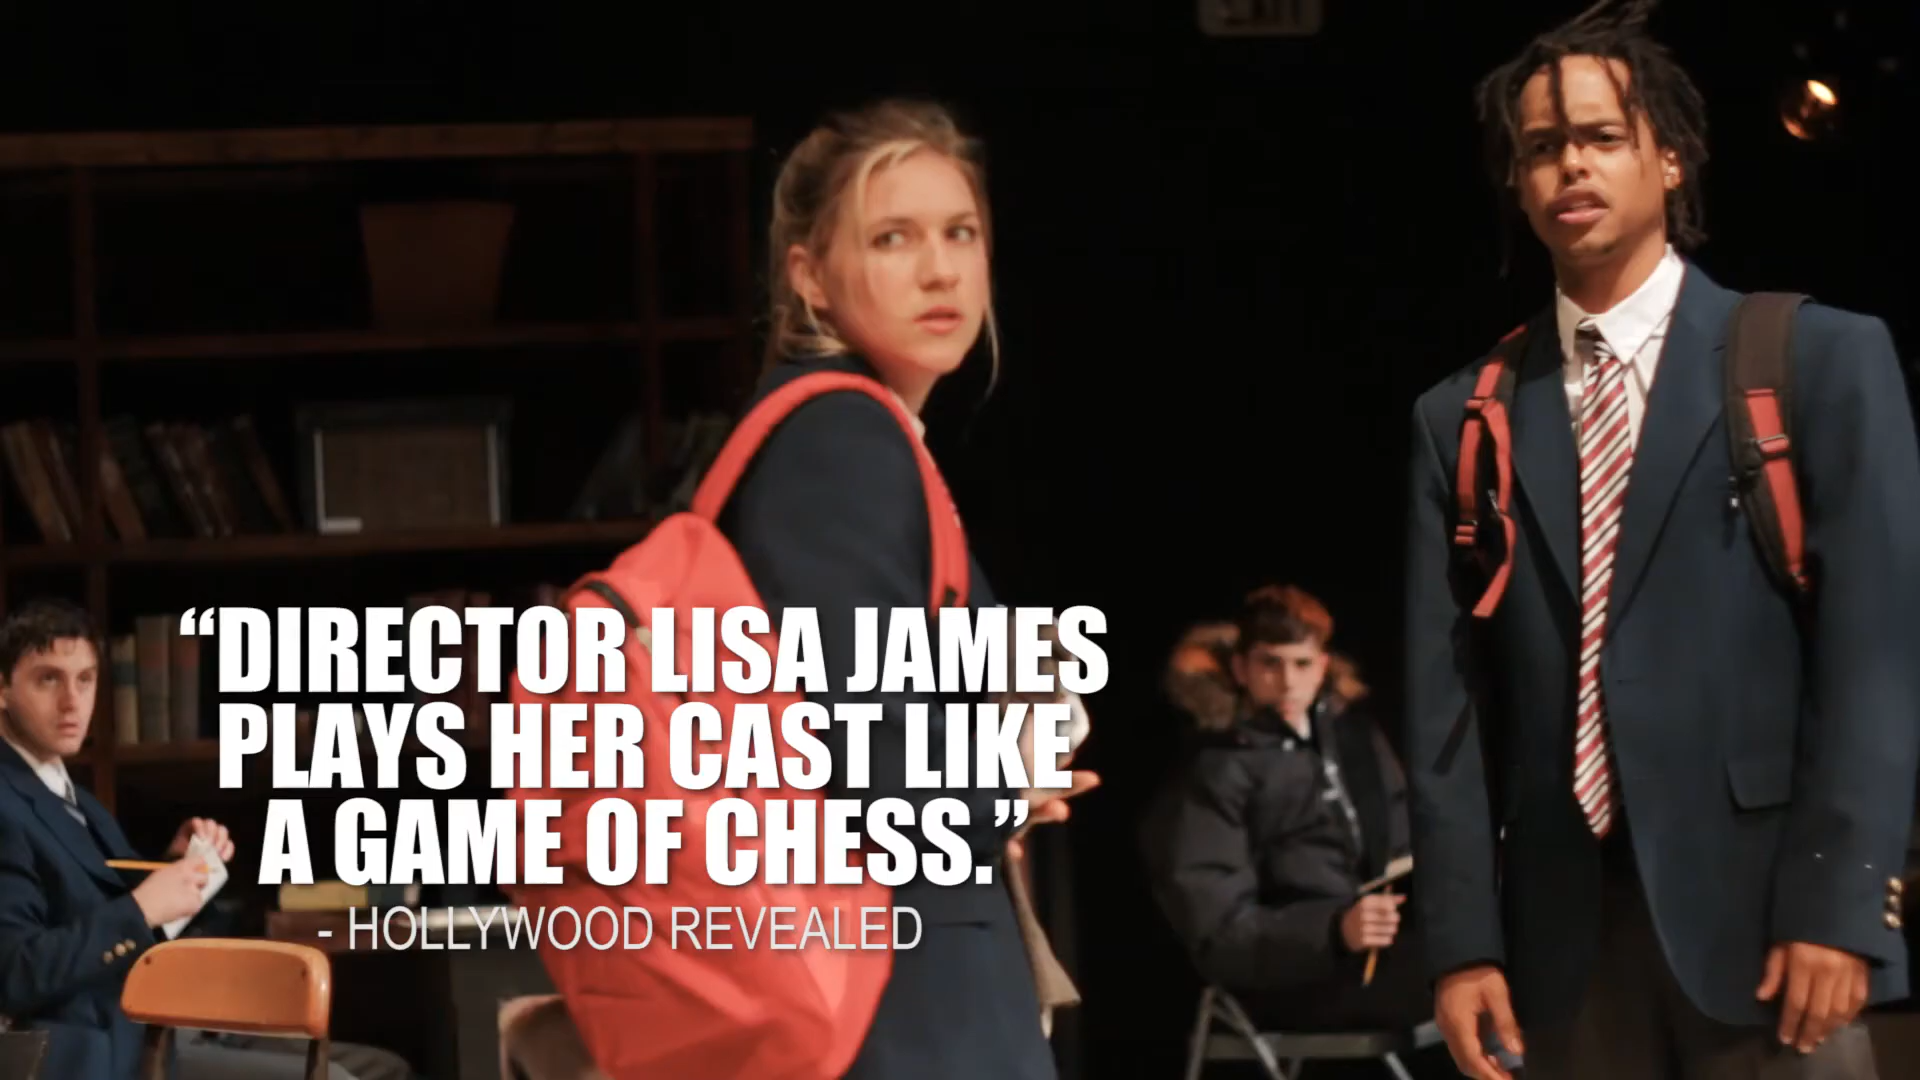 “DIRECTOR LISA JAMES
PLAYS HER CAST LIKE
A GAME OF CHESS.”
- HOLLYWOOD REVEALED